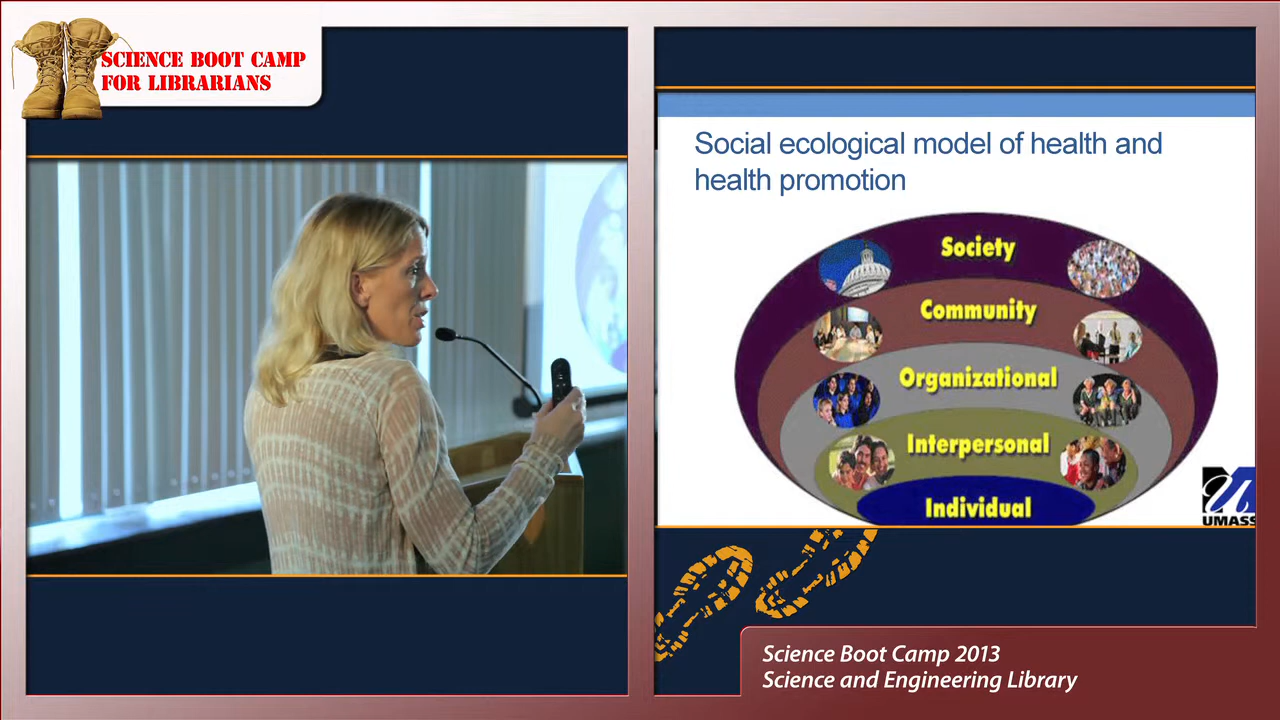 SCIENCE BOOT CAMP
FOR LIBRARIANS
Social ecological model of health and
health promotion
Society
Community
Organizational
Interpersonal
Individual
UMASS
Science Boot Camp 2013
Science and Engineering Library